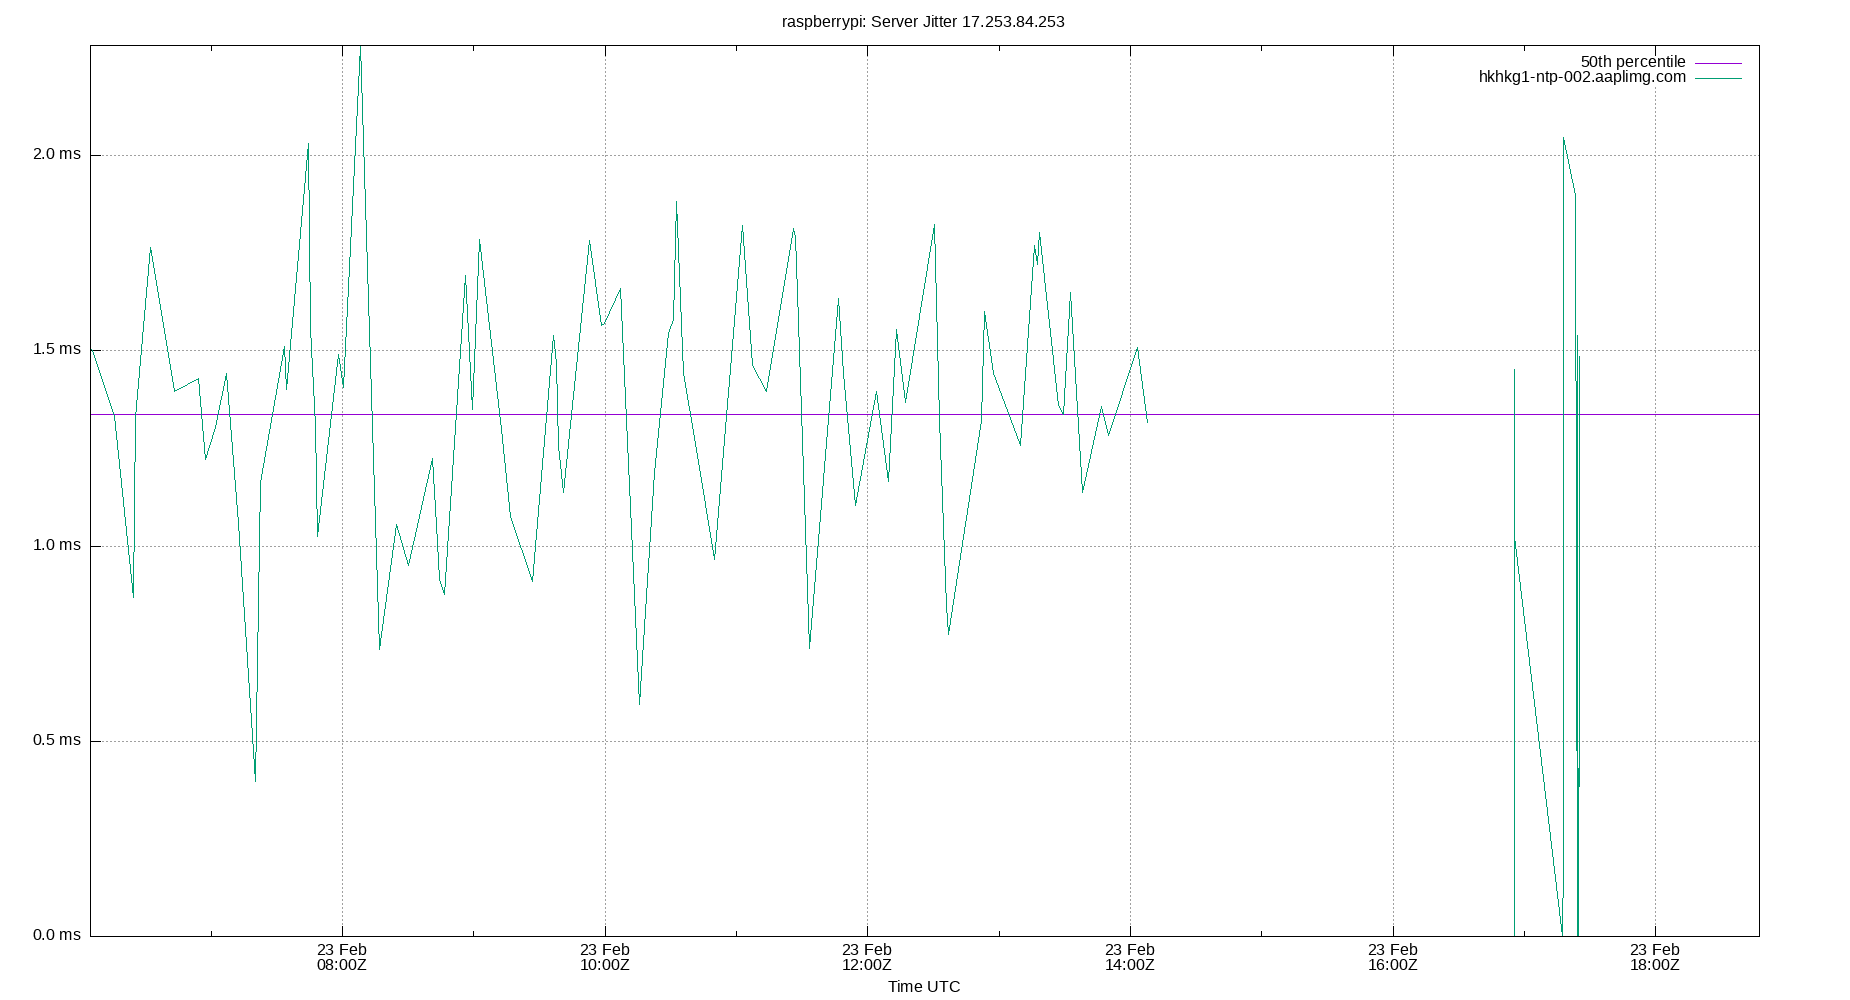 raspberrypi: Server Jitter 17.253.84.253
50th percentile
hkhkg1-ntp-002.aaplimg.com
2.0 ms
1.5 ms
1.0 ms
0.5 ms
0.0 ms
23 Feb 23 Feb 23 Feb 23 Feb 23 Feb 23 Feb
08:00Z 10:00Z 12:00Z 14:00Z 16:00Z 18:00Z
Time UTC